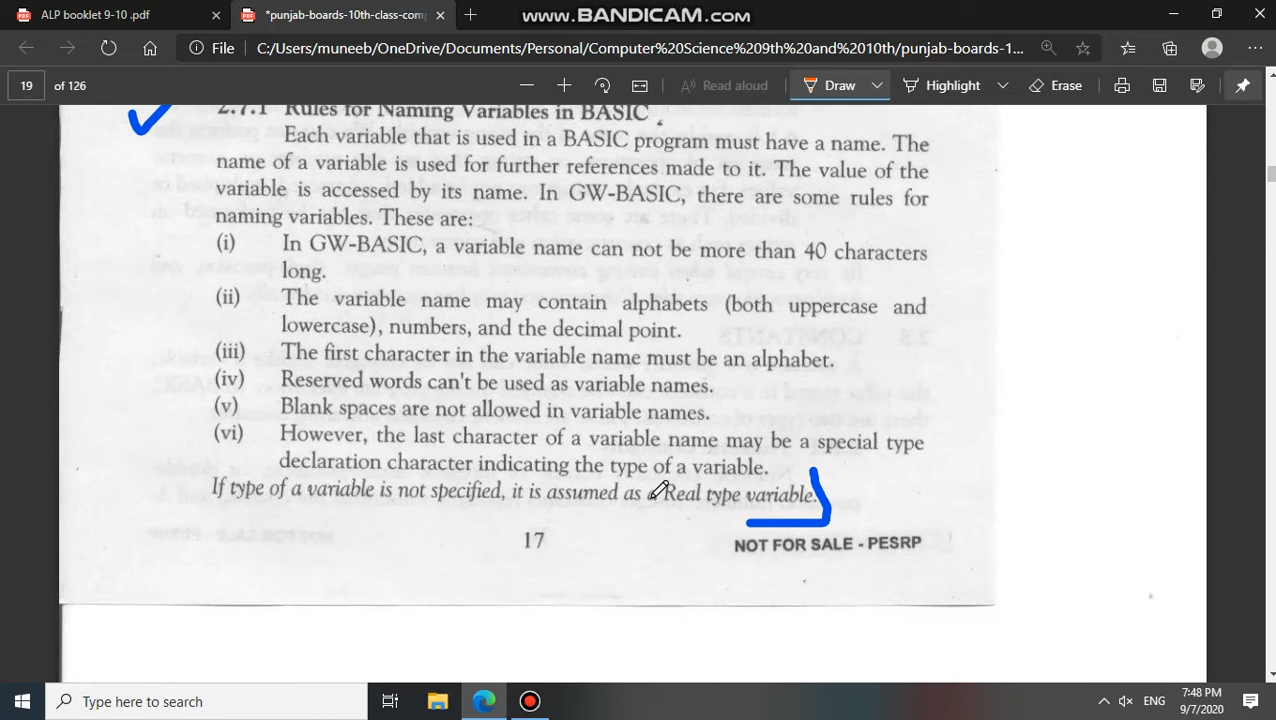 ALP booklet 9-10 .pdf
*punjab-boards-10th-class-com
www.BANDICAM.com
File C:/Users/muneeb/OneDrive/Documents/Personal/Computer%20Science%209th%20and%2010th/punjab-boards-1...
19 of 126 Read aloud Draw Highlight Erase
2.7.1 Rules for Naming Variables in BASIC
Each variable that is used in a BASIC program must have a name. The
name of a variable is used for further references made to it. The value of the
variable is accessed by its name. In GW-BASIC, there are some rules for
naming variables. These are:
(i) In GW-BASIC, a variable name can not be more than 40 characters
long.
(ii) The variable name may contain alphabets (both uppercase and
lowercase), numbers, and the decimal point.
(iii) The first character in the variable name must be an alphabet.
(iv) Reserved words can't be used as variable names.
(v) Blank spaces are not allowed in variable names.
(vi) However, the last character of a variable name may be a special type
declaration character indicating the type of a variable.
If type of a variable is not specified, it is assumed as a Real type variable.
17 NOT FOR SALE - PESRP
Type here to search
ENG
7:48 PM
9/7/2020